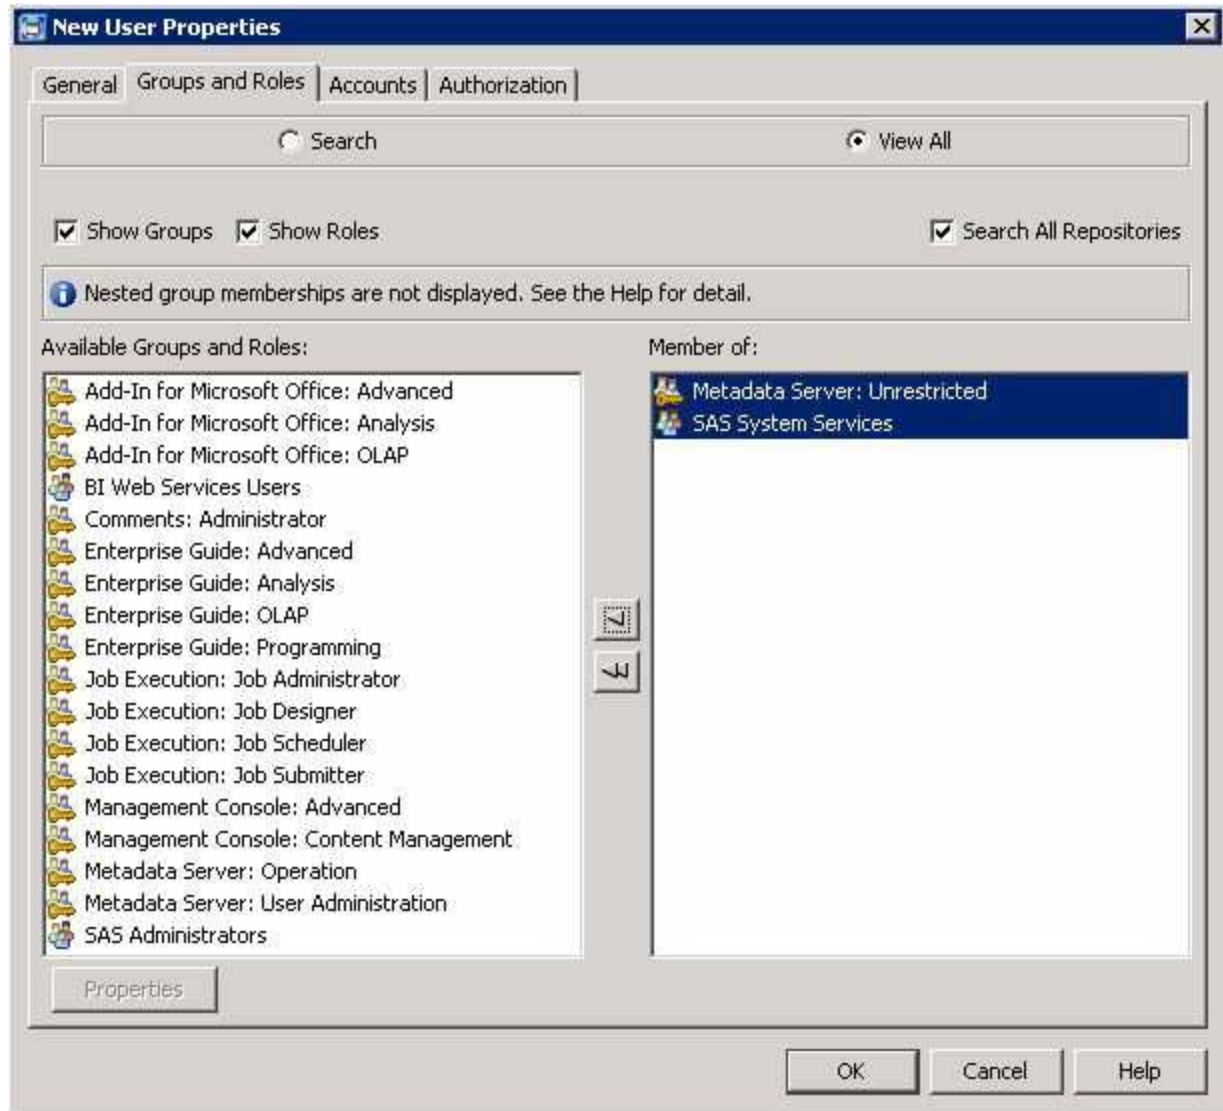 New User Properties
General Groups and Roles Accounts Authorization
Search View All
Show Groups Show Roles Search All Repositories
Nested group memberships are not displayed. See the Help for detail.
Available Groups and Roles:
Add-In for Microsoft Office: Advanced
Add-In for Microsoft Office: Analysis
Add-In for Microsoft Office: OLAP
BI Web Services Users
Comments: Administrator
Enterprise Guide: Advanced
Enterprise Guide: Analysis
Enterprise Guide: OLAP
Enterprise Guide: Programming
Job Execution: Job Administrator
Job Execution: Job Designer
Job Execution: Job Scheduler
Job Execution: Job Submitter
Management Console: Advanced
Management Console: Content Management
Metadata Server: Operation
Metadata Server: User Administration
SAS Administrators
Member of:
Metadata Server: Unrestricted
SAS System Services
Properties
OK Cancel Help